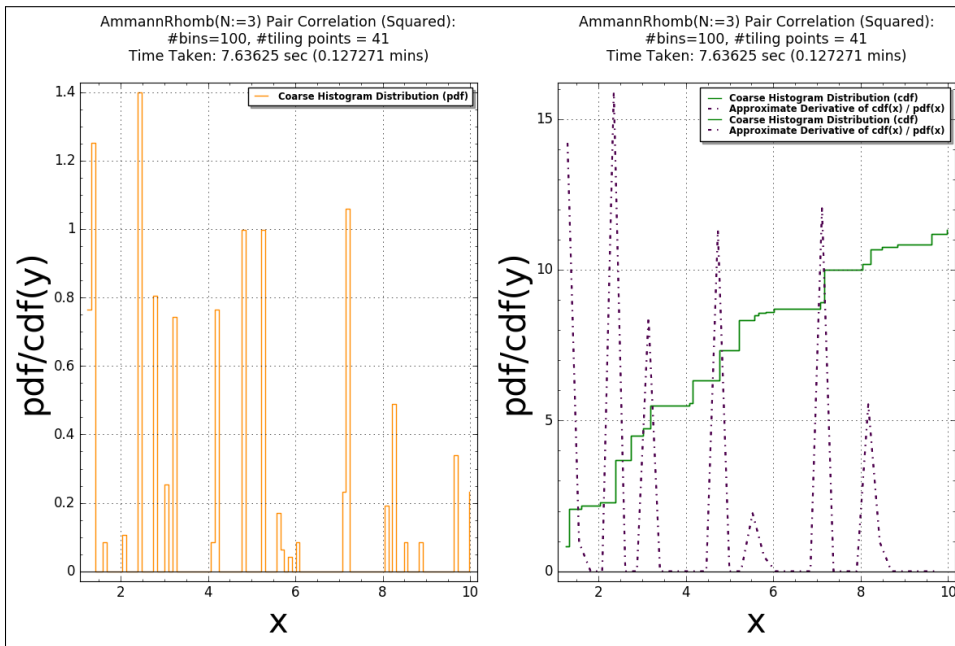 AmmannRhomb(N:=3) Pair Correlation (Squared):
#bins=100, #tiling points = 41
Time Taken: 7.63625 sec (0.127271 mins)
Coarse Histogram Distribution (pdf)
1.4
1.2
1
0.8
0.6
0.4
0.2
0
pdf/cdf(y)
2
4
6
8
10
x
AmmannRhomb(N:=3) Pair Correlation (Squared):
#bins=100, #tiling points = 41
Time Taken: 7.63625 sec (0.127271 mins)
Coarse Histogram Distribution (cdf)
Approximate Derivative of cdf(x) / pdf(x)
Coarse Histogram Distribution (cdf)
Approximate Derivative of cdf(x) / pdf(x)
15
10
5
0
pdf/cdf(y)
2
4
6
8
10
x